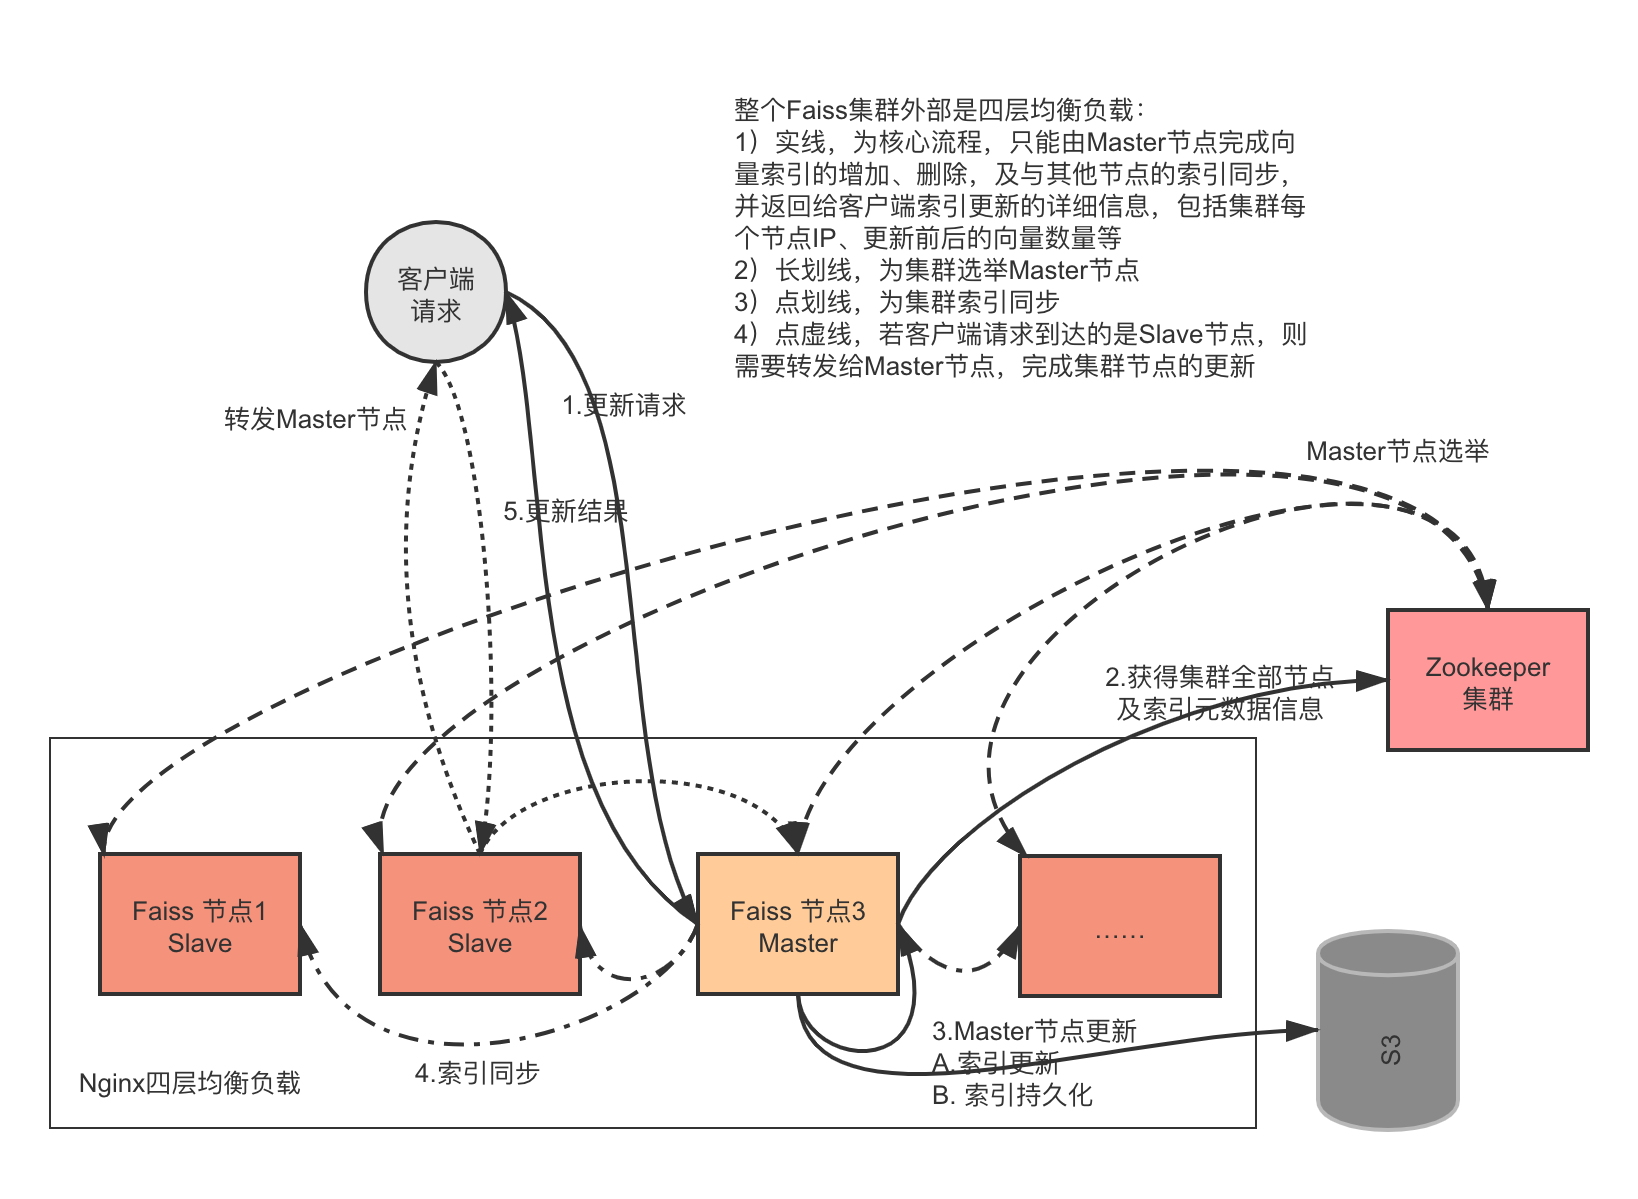 整个Faiss集群外部是四层均衡负载：
1）实线，为核心流程，只能由Master节点完成向
量索引的增加、删除，及与其他节点的索引同步，
并返回给客户端索引更新的详细信息，包括集群每
个节点IP、更新前后的向量数量等
2）长划线，为集群选举Master节点
3）点划线，为集群索引同步
4）点虚线，若客户端请求到达的是Slave节点，则
需要转发给Master节点，完成集群节点的更新
客户端
请求
转发Master节点
1.更新请求
5.更新结果
Master节点选举
2.获得集群全部节点
及索引元数据信息
Zookeeper
集群
Faiss 节点1
Slave
Faiss 节点2
Slave
Faiss 节点3
Master
……
3.Master节点更新
A.索引更新
B. 索引持久化
4.索引同步
Nginx四层均衡负载
S3